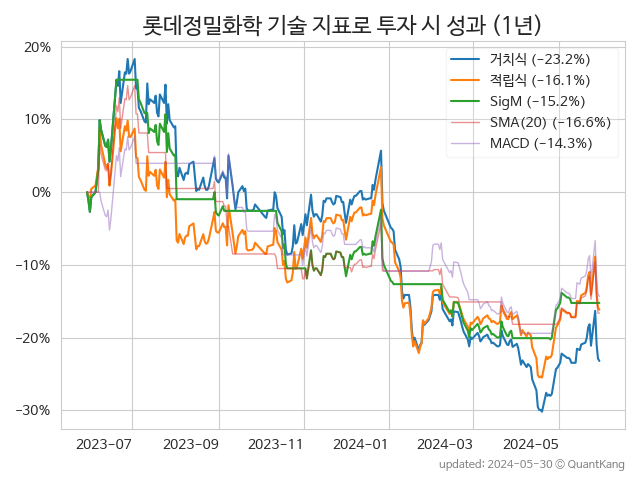 롯데정밀화학 기술 지표로 투자 시 성과 (1년)
20%
10%
0%
−10%
−20%
−30%
거치식 (−23.2%)
적립식 (−16.1%)
SigM (−15.2%)
SMA(20) (−16.6%)
MACD (−14.3%)
2023−07
2023−09
2023−11
2024−01
2024−03
2024−05
updated: 2024-05-30 © QuantKang